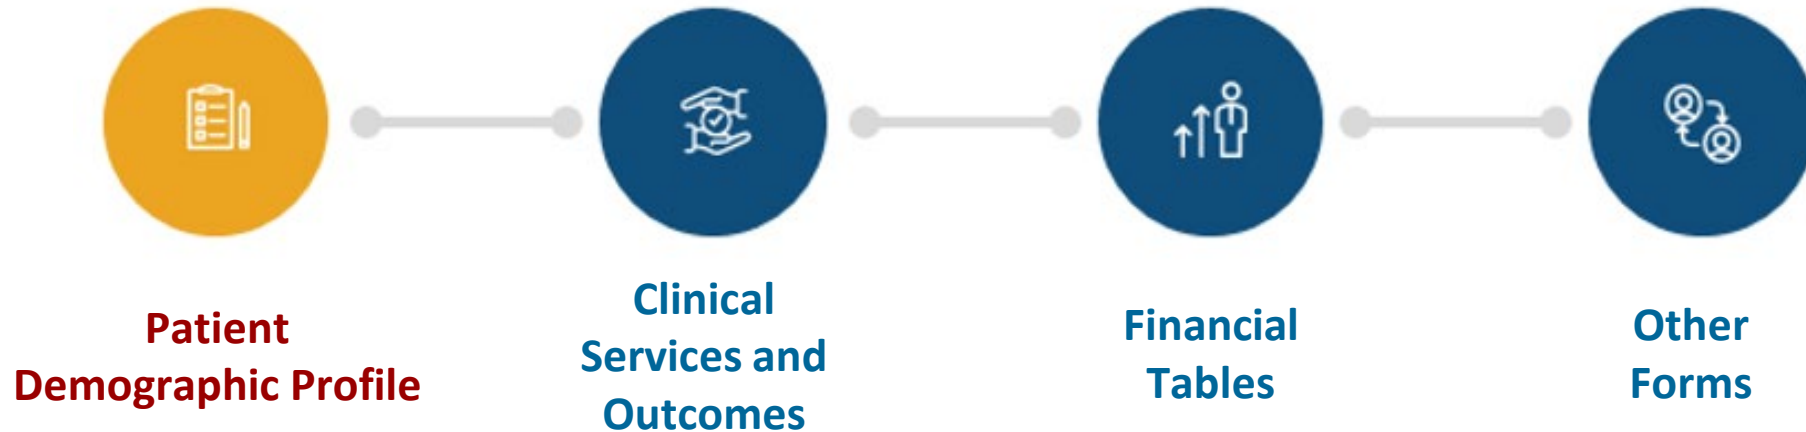 Patient
Demographic Profile
Clinical
Services and
Outcomes
Financial
Tables
Other
Forms